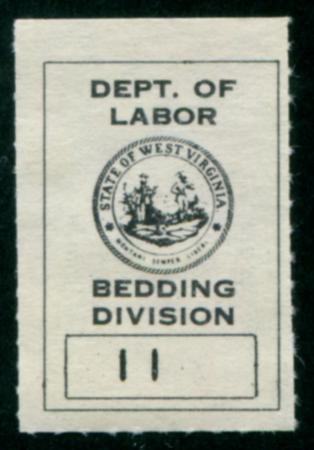 DEPT. OF
LABOR
STATE OF WEST VIRGINIA
MONTANI SEMPER LIBERI
BEDDING
DIVISION
11